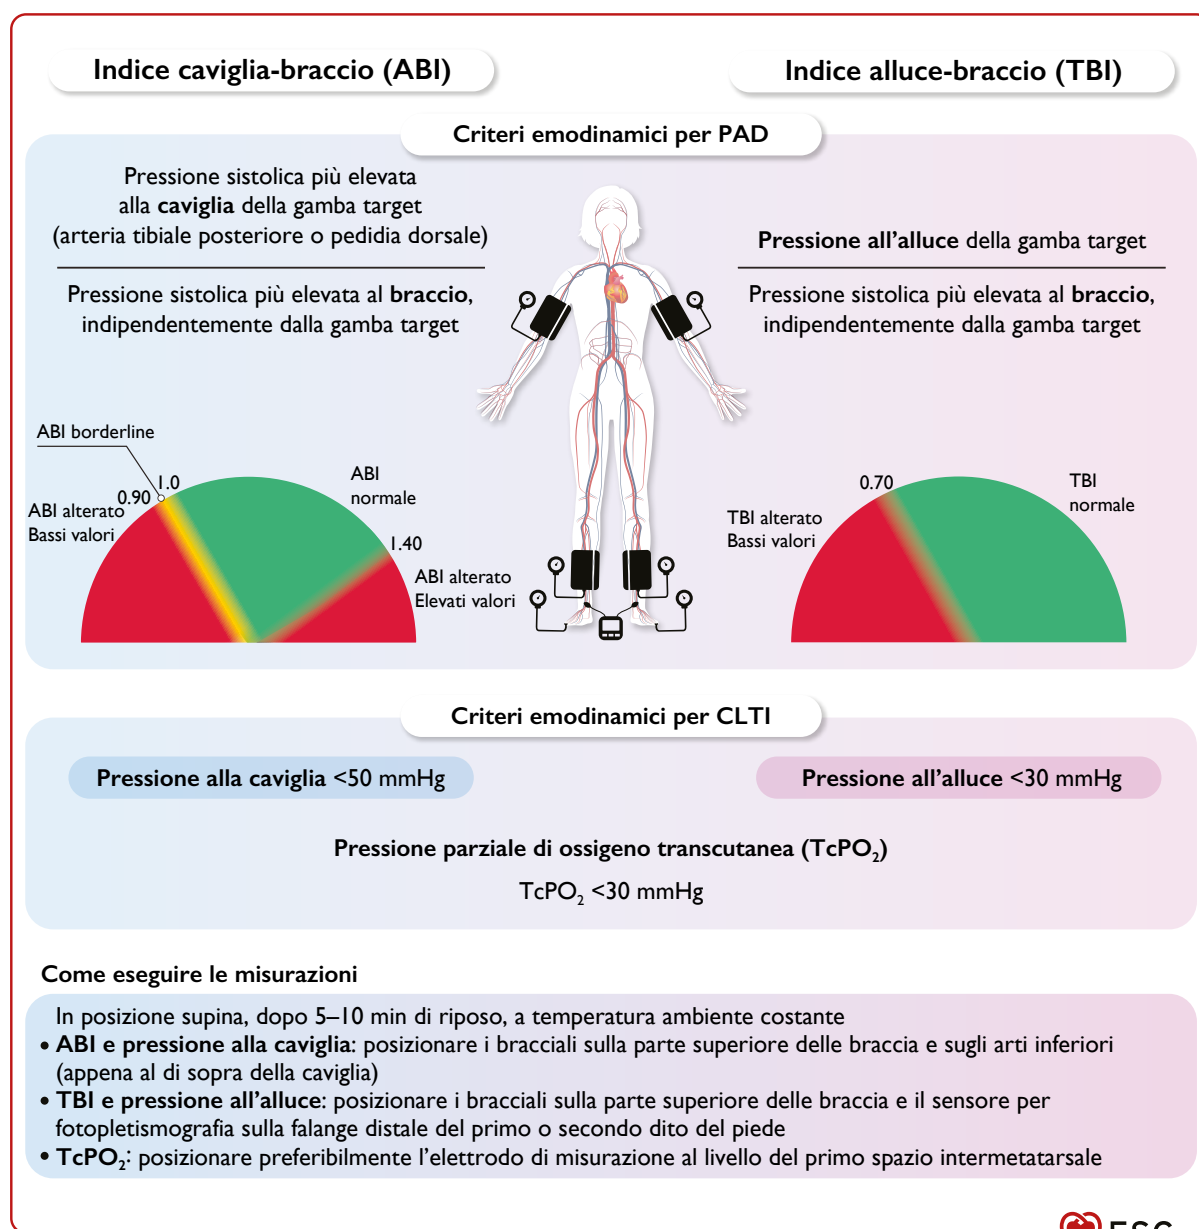 Indice caviglia-braccio (ABI)
Indice alluce-braccio (TBI)
Criteri emodinamici per PAD
Pressione sistolica più elevata
alla caviglia della gamba target
(arteria tibiale posteriore o pedidia dorsale)
Pressione sistolica più elevata al braccio,
indipendentemente dalla gamba target
Pressione all'alluce della gamba target
Pressione sistolica più elevata al braccio,
indipendentemente dalla gamba target
ABI borderline
1.0
0.90
ABI alterato
Bassi valori
ABI
normale
1.40
ABI alterato
Elevati valori
0.70
TBI alterato
Bassi valori
TBI
normale
Criteri emodinamici per CLTI
Pressione alla caviglia <50 mmHg
Pressione all'alluce <30 mmHg
Pressione parziale di ossigeno transcutanea (TcPO₂)
TcPO₂ <30 mmHg
Come eseguire le misurazioni
In posizione supina, dopo 5–10 min di riposo, a temperatura ambiente costante
• ABI e pressione alla caviglia: posizionare i bracciali sulla parte superiore delle braccia e sugli arti inferiori
(appena al di sopra della caviglia)
• TBI e pressione all'alluce: posizionare i bracciali sulla parte superiore delle braccia e il sensore per
fotopletismografia sulla falange distale del primo o secondo dito del piede
• TcPO₂: posizionare preferibilmente l'elettrodo di misurazione al livello del primo spazio intermetatarsale
ESC